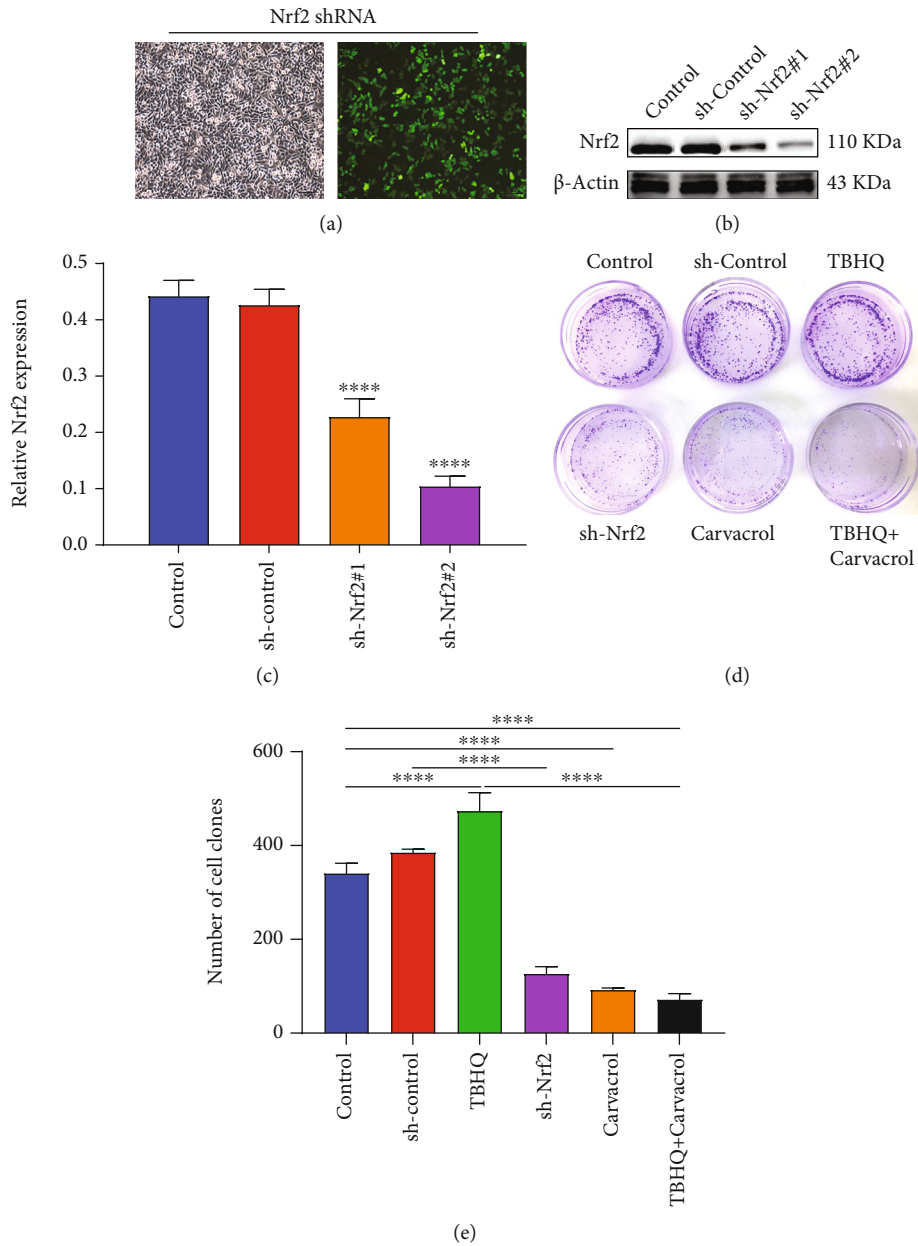 Nrf2 shRNA
(a)
Control
sh-Control
sh-Nrf2#1
sh-Nrf2#2
Nrf2
110 KDa
β-Actin
43 KDa
(b)
Relative Nrf2 expression
0.5
0.4
0.3
0.2
0.1
0.0
****
****
Control
sh-control
sh-Nrf2#1
sh-Nrf2#2
(c)
Control
sh-Control
TBHQ
sh-Nrf2
Carvacrol
TBHQ+
Carvacrol
(d)
Number of cell clones
600
400
200
0
****
****
****
****
****
Control
sh-control
TBHQ
sh-Nrf2
Carvacrol
TBHQ+Carvacrol
(e)